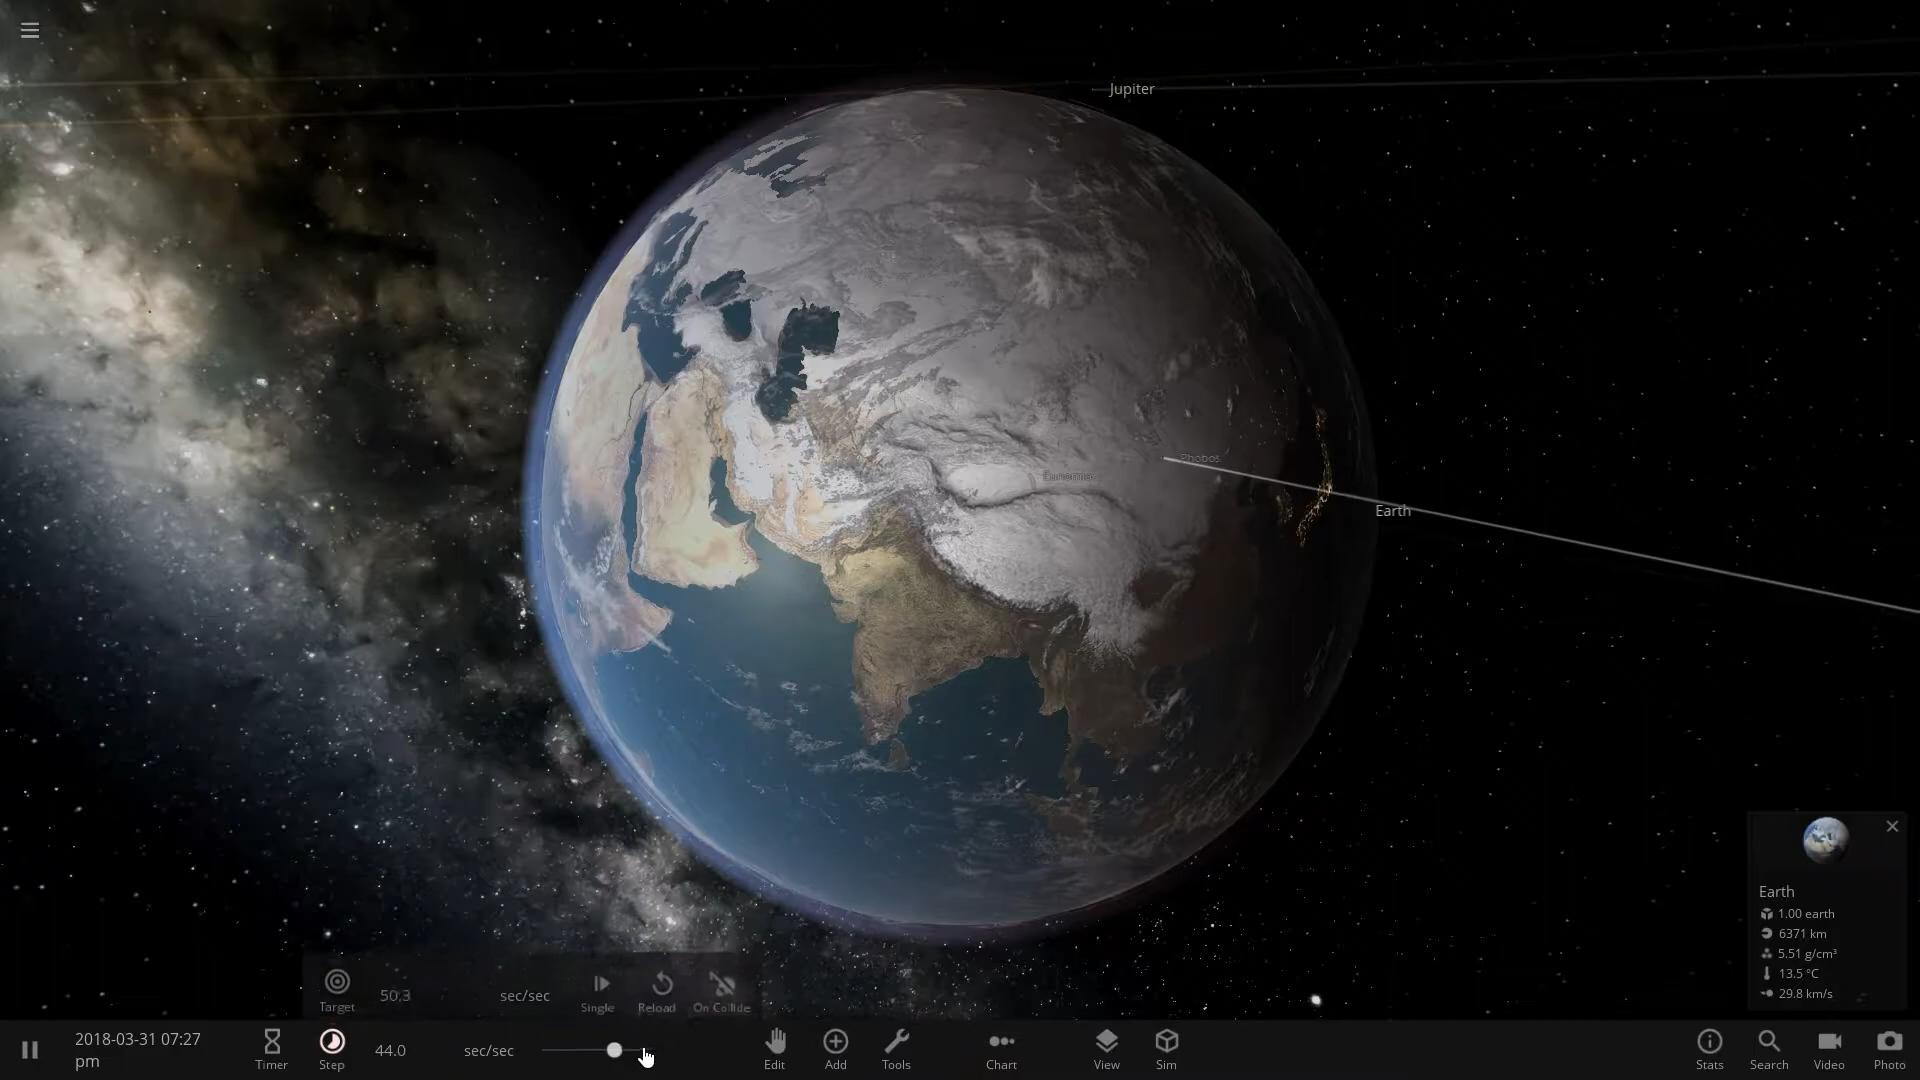 Jupiter
Phobos
Earth
Earth
1.00 earth
6371 km
5.51 g/cm³
13.5 °C
29.8 km/s
Target
50.3
sec/sec
Single
Reload
On Collide
2018-03-31 07:27
pm
Timer
Step
44.0
sec/sec
Edit
Add
Tools
Chart
View
Sim
Stats
Search
Video
Photo